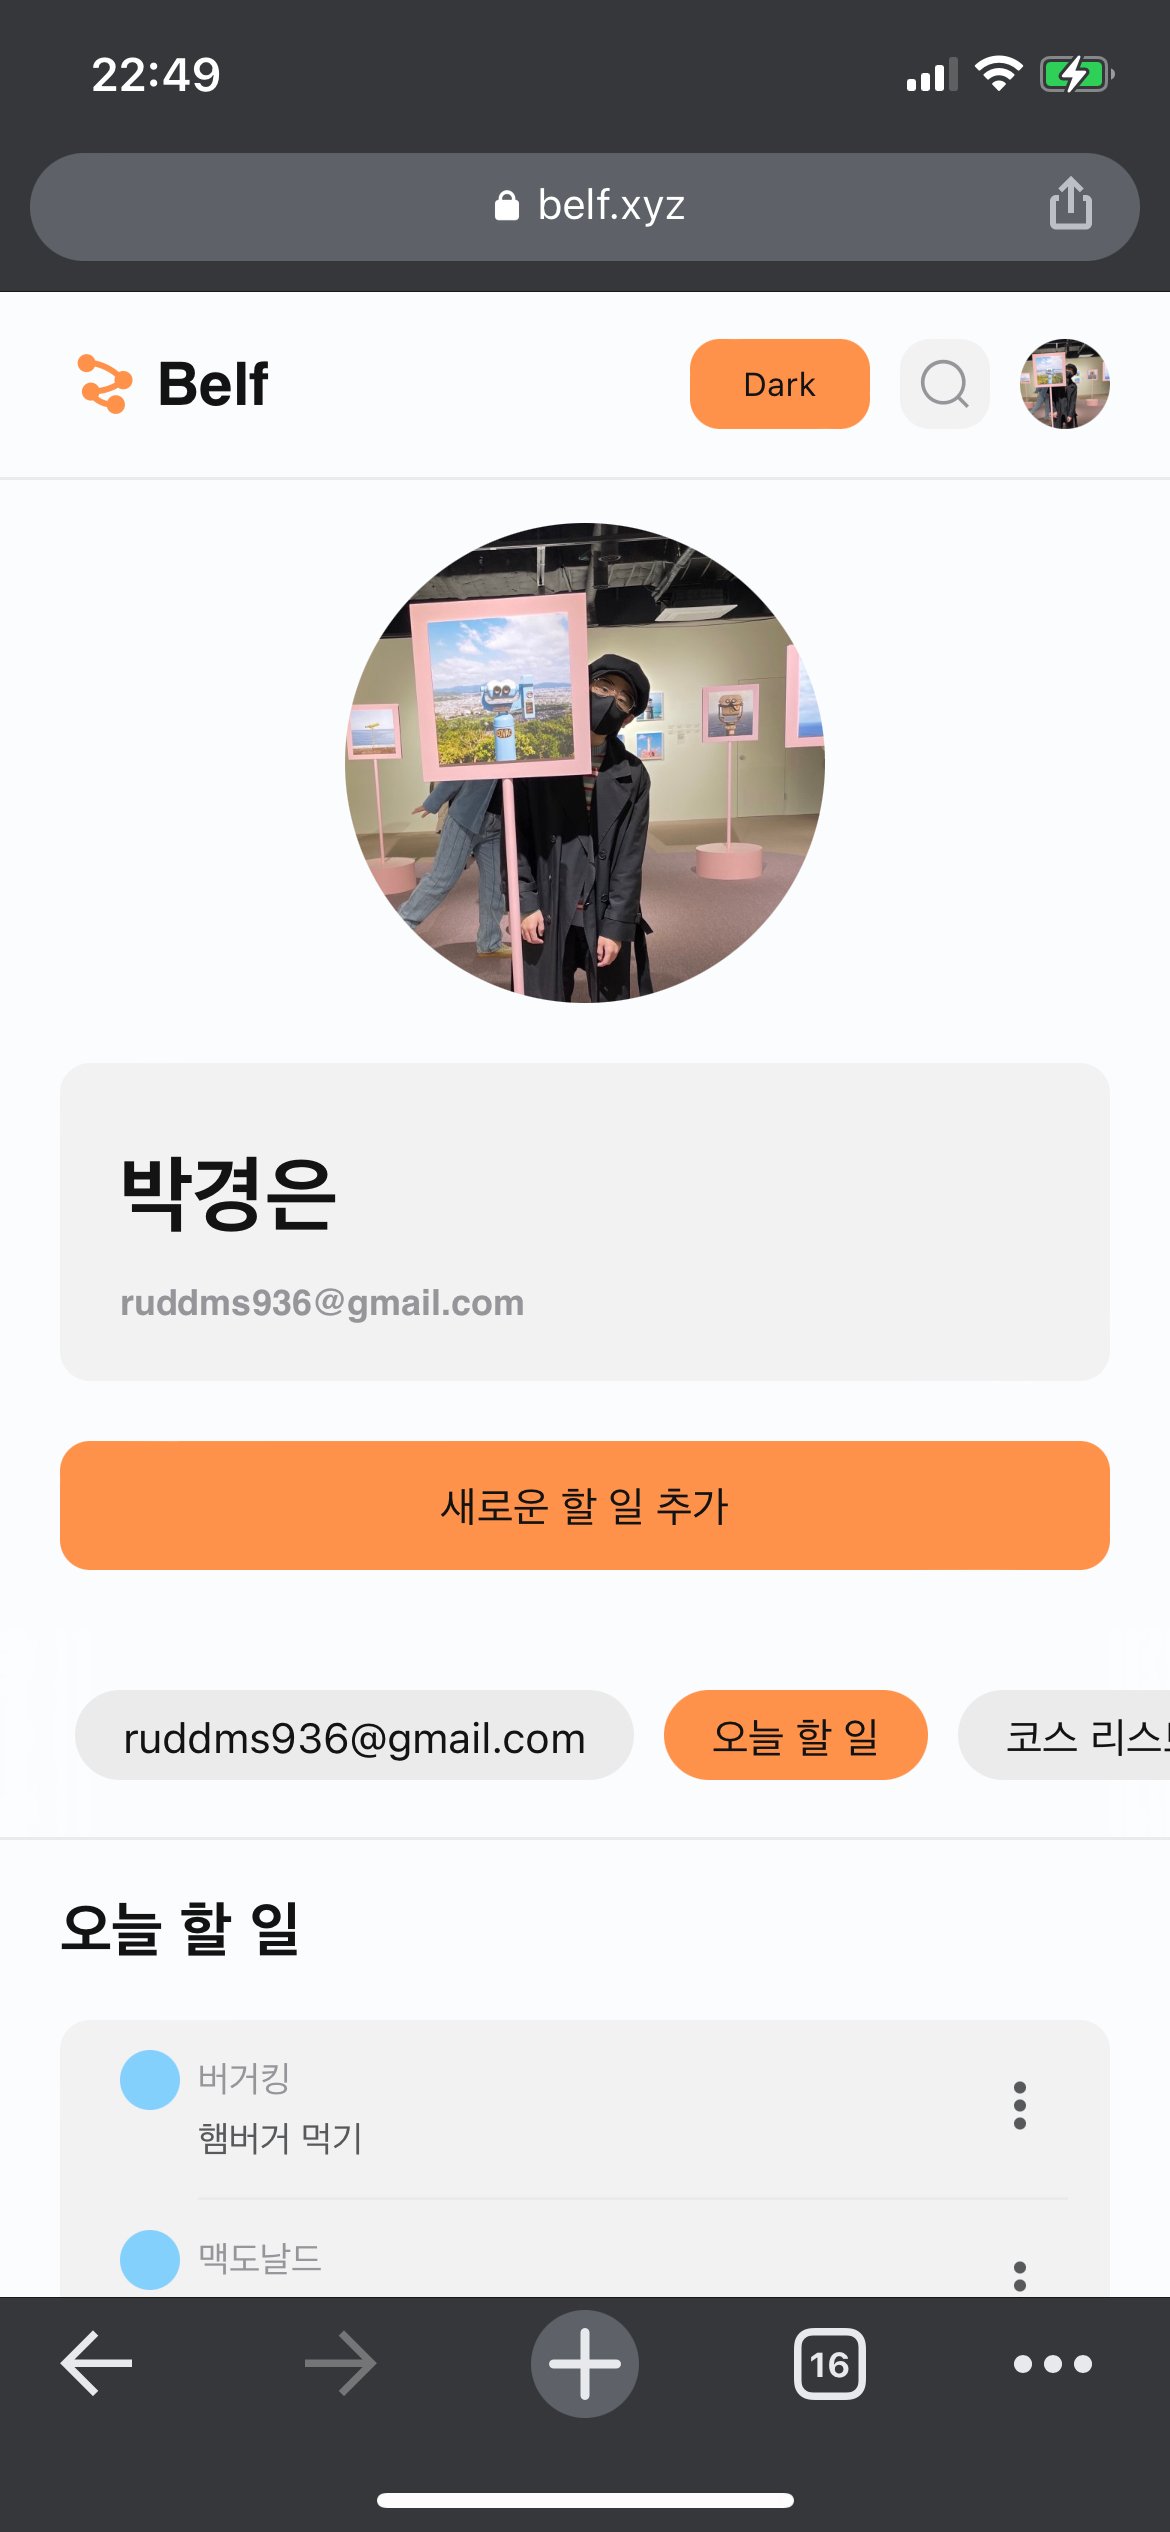 22:49
belf.xyz
Belf
Dark
박경은
ruddms936@gmail.com
새로운 할 일 추가
ruddms936@gmail.com
오늘 할 일
코스 리스
오늘 할 일
버거킹
햄버거 먹기
맥도날드
16